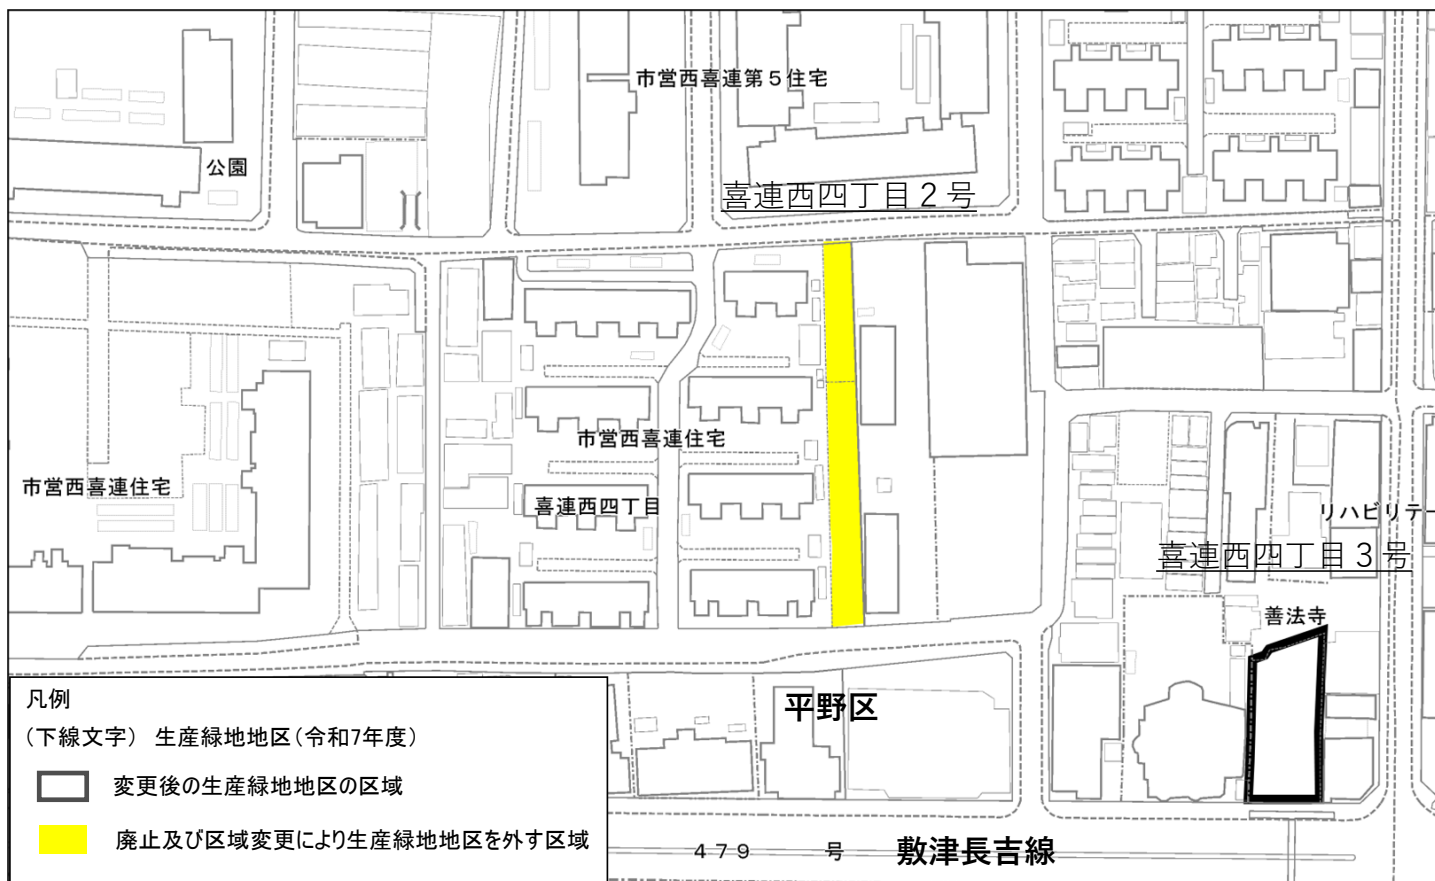 市営西喜連第5住宅
公園
喜連西四丁目2号
市営西喜連住宅
市営西喜連住宅
喜連西四丁目
リハビリテー
喜連西四丁目3号
善法寺
平野区
凡例
（下線文字） 生産緑地地区（令和7年度）
変更後の生産緑地地区の区域
廃止及び区域変更により生産緑地地区を外す区域
479 号 敷津長吉線